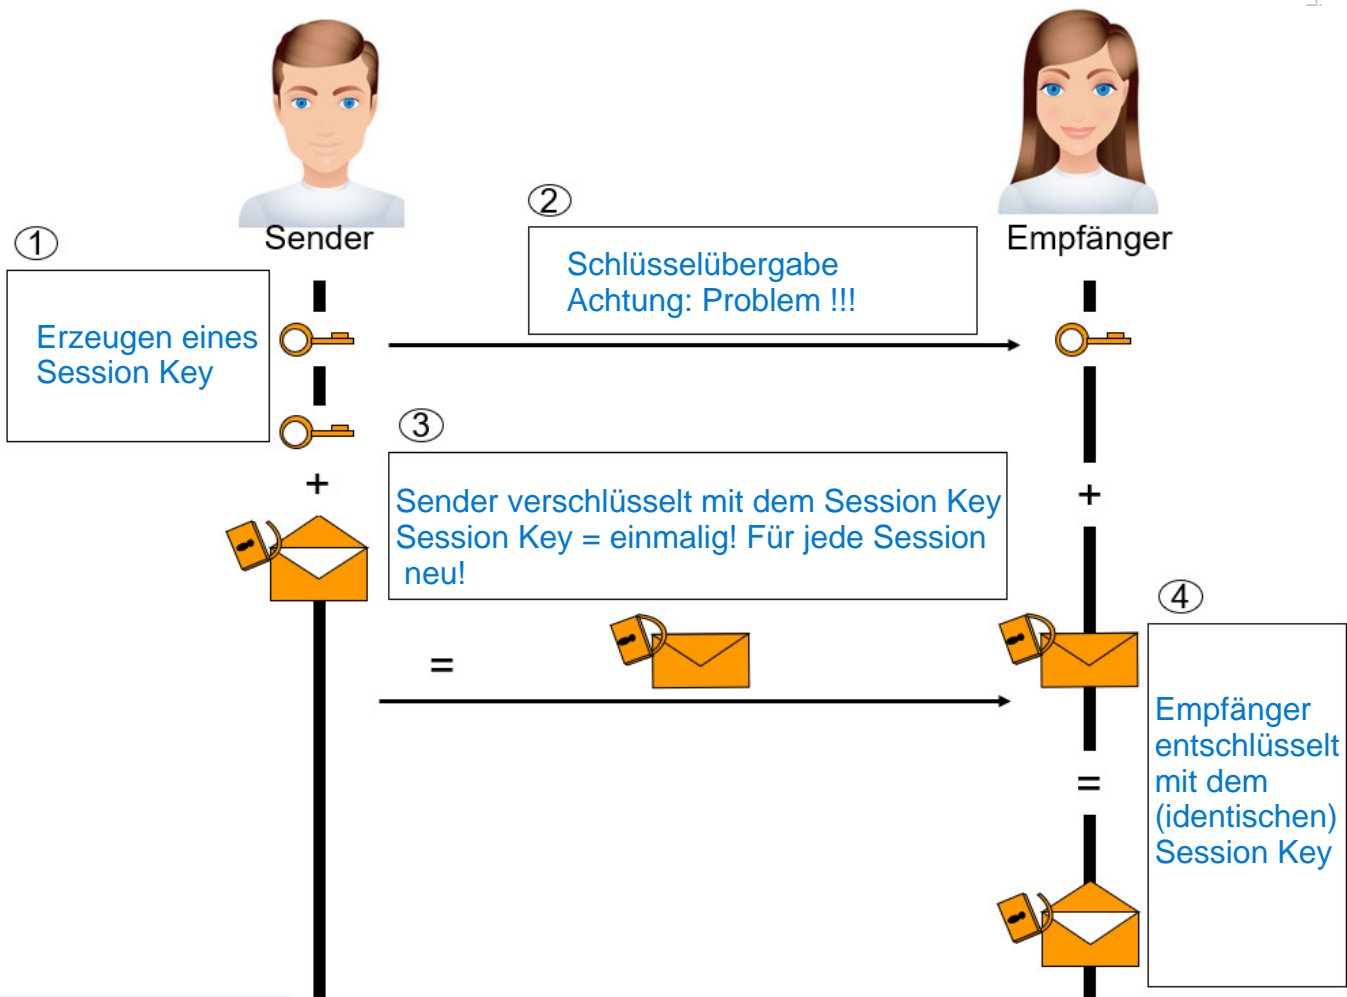 Sender
Empfänger
1
Erzeugen eines
Session Key
2
Schlüsselübergabe
Achtung: Problem !!!
3
+
Sender verschlüsselt mit dem Session Key
Session Key = einmalig! Für jede Session
neu!
+
=
4
Empfänger
entschlüsselt
mit dem
(identischen)
Session Key
=